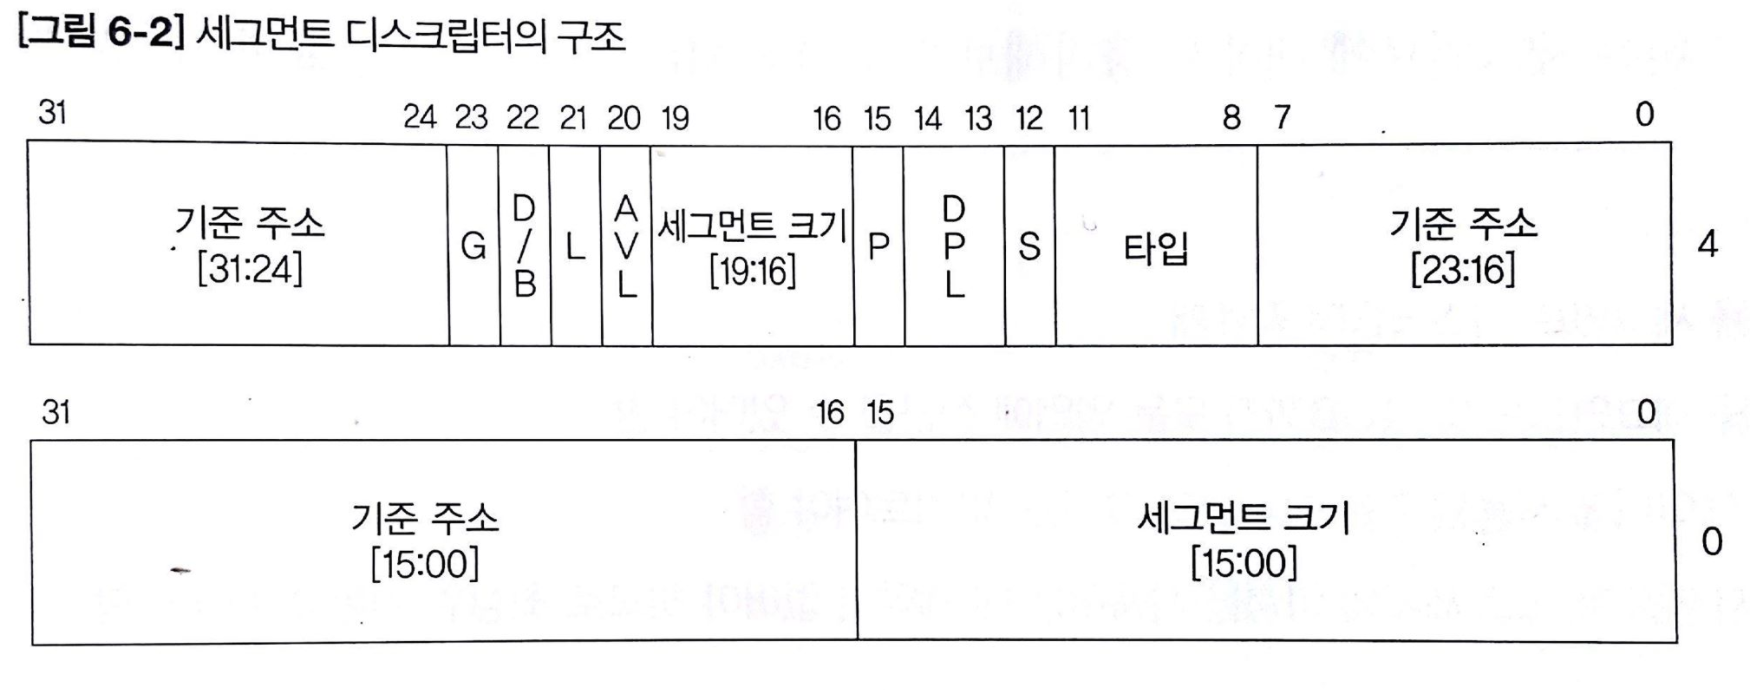 [그림 6-2] 세그먼트 디스크립터의 구조
31 24 23 22 21 20 19 16 15 14 13 12 11 8 7 0
기준 주소
[31:24]
G
D
/
B
L
A
V
L
세그먼트 크기
[19:16]
P
D
P
L
S
타입
기준 주소
[23:16]
4
31 16 15 0
기준 주소
[15:00]
세그먼트 크기
[15:00]
0